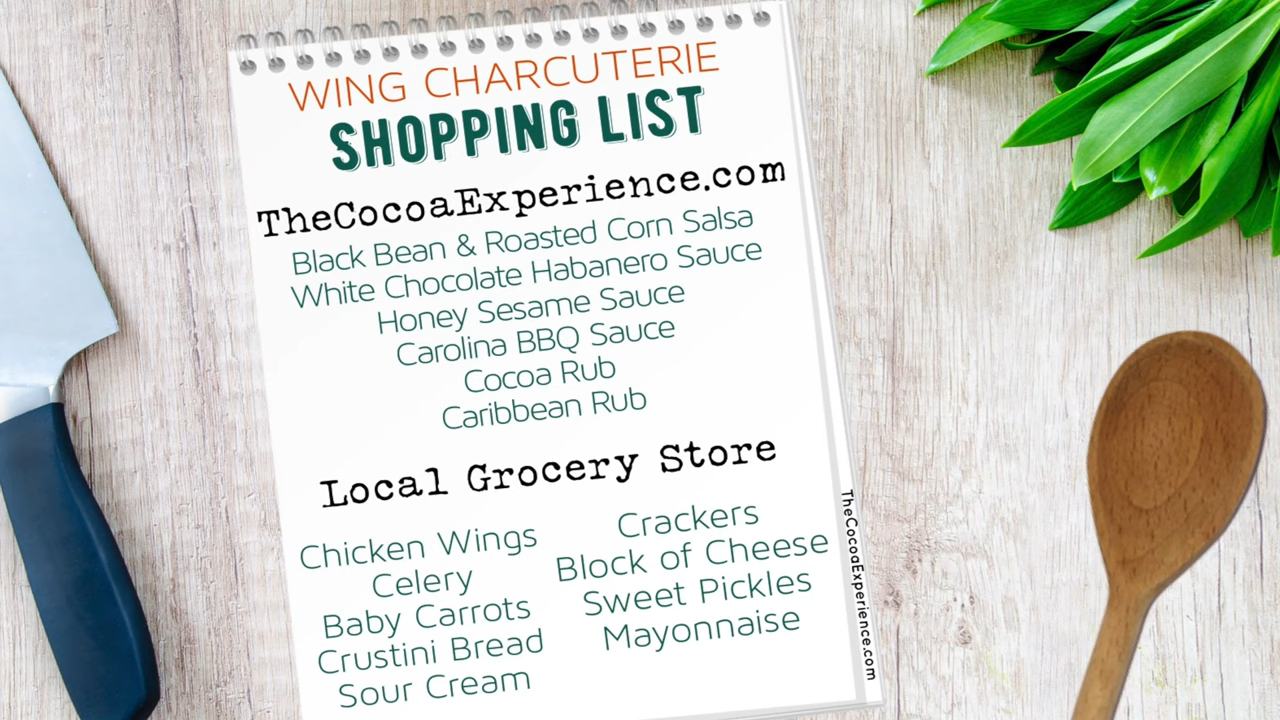 WING CHARCUTERIE
SHOPPING LIST
TheCocoaExperience.com
Black Bean & Roasted Corn Salsa
White Chocolate Habanero Sauce
Honey Sesame Sauce
Carolina BBQ Sauce
Cocoa Rub
Caribbean Rub
Local Grocery Store
Chicken Wings
Celery
Baby Carrots
Crustini Bread
Sour Cream
Crackers
Block of Cheese
Sweet Pickles
Mayonnaise
TheCocoaExperience.com